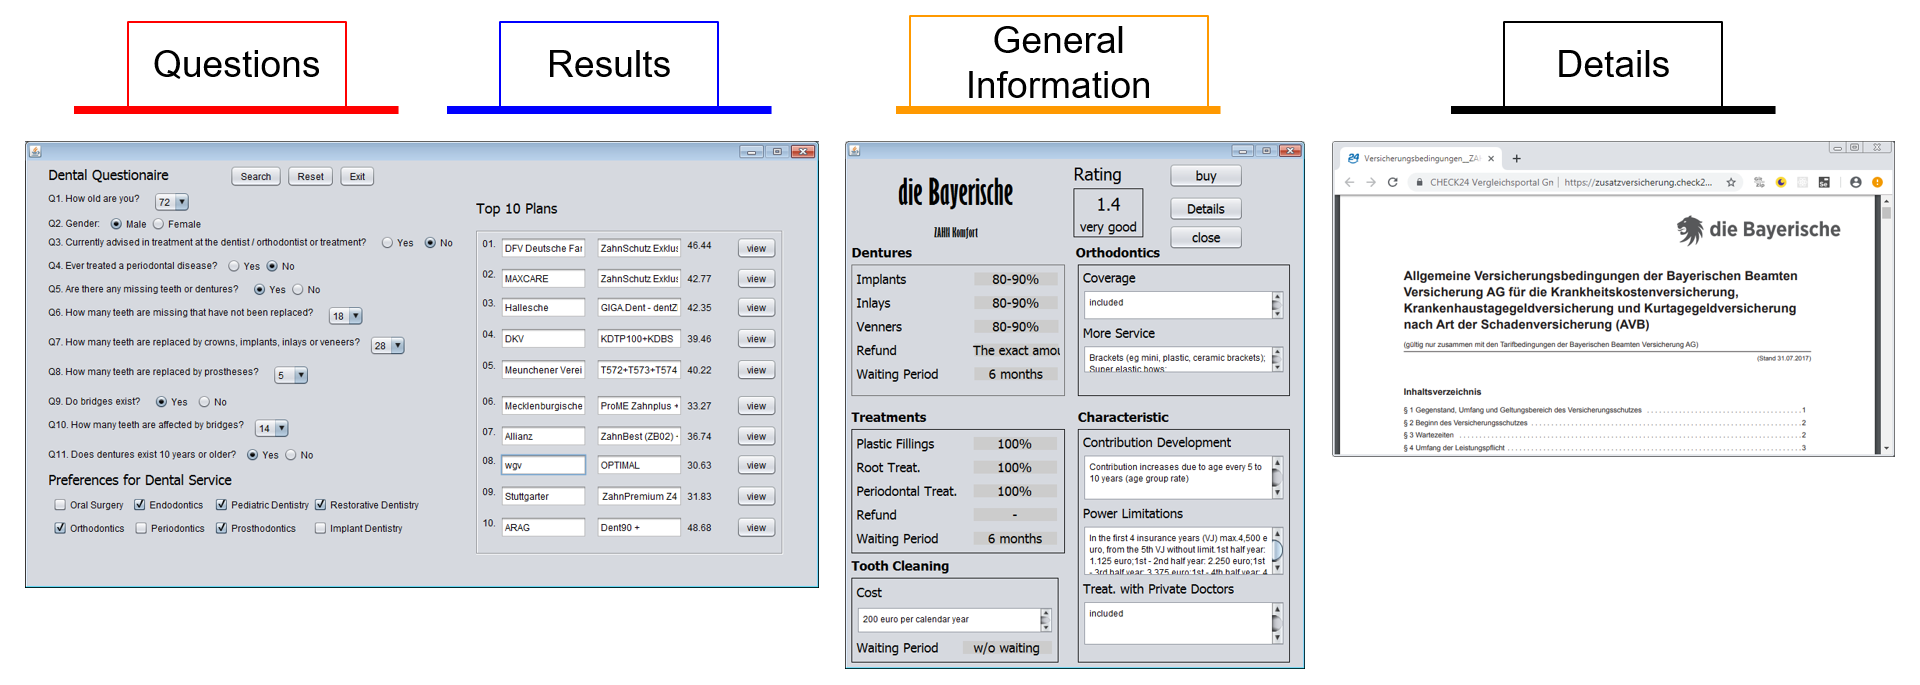 Questions
Results
General
Information
Details
Dental Questionaire
Search
Reset
Exit
Q1. How old are you?
72
Q2. Gender:
Male
Female
Q3. Currently advised in treatment at the dentist / orthodontist or treatment?
Yes
No
Q4. Ever treated a periodontal disease?
Yes
No
Q5. Are there any missing teeth or dentures?
Yes
No
Q6. How many teeth are missing that have not been replaced?
18
Q7. How many teeth are replaced by crowns, implants, inlays or veneers?
28
Q8. How many teeth are replaced by prostheses?
5
Q9. Do bridges exist?
Yes
No
Q10. How many teeth are affected by bridges?
14
Q11. Does dentures exist 10 years or older?
Yes
No
Preferences for Dental Service
Oral Surgery
Endodontics
Pediatric Dentistry
Restorative Dentistry
Orthodontics
Periodontics
Prosthodontics
Implant Dentistry
Top 10 Plans
01. DFV Deutsche Far ZahnSchutz Exklus 46.44 view
02. MAXCARE ZahnSchutz Exklus 42.77 view
03. Hallesche GIGA.Dent - dentZ 42.35 view
04. DKV KDTP100+KDBS 39.46 view
05. Meunchener Verei T572+T573+T574 40.22 view
06. Mecklenburgische ProME Zahnplus + 33.27 view
07. Allianz ZahnBest (ZB02) - 36.74 view
08. wgv OPTIMAL 30.63 view
09. Stuttgarter ZahnPremium Z4 31.83 view
10. ARAG Dent90 + 48.68 view
die Bayerische
ZAHN Komfort
Rating
1.4
very good
buy
Details
close
Dentures
Implants 80-90%
Inlays 80-90%
Venners 80-90%
Refund The exact amou
Waiting Period 6 months
Orthodontics
Coverage
included
More Service
Brackets (eg mini, plastic, ceramic brackets);
Super elastic bows;
Treatments
Plastic Fillings 100%
Root Treat. 100%
Periodontal Treat. 100%
Refund -
Waiting Period 6 months
Tooth Cleaning
Cost
200 euro per calendar year
Waiting Period w/o waiting
Characteristic
Contribution Development
Contribution increases due to age every 5 to
10 years (age group rate)
Power Limitations
In the first 4 insurance years (VJ) max.4,500 e
uro, from the 5th VJ without limit.1st half year:
1.125 euro;1st - 2nd year: 2.250 euro;1st
- 3rd half year: 3.375 euro;1st - 4th half year: 4
Treat. with Private Doctors
included
24 Versicherungsbedingungen__ZAH
CHECK24 Vergleichsportal Gn | https://zusatzversicherung.check2...
die Bayerische
Allgemeine Versicherungsbedingungen der Bayerischen Beamten
Versicherung AG für die Krankheitskostenversicherung,
Krankenhaustagegeldversicherung und Kurtagegeldversicherung
nach Art der Schadenversicherung (AVB)
(gültig nur zusammen mit den Tarifbedingungen der Bayerischen Beamten Versicherung AG)
(Stand 31.07.2017)
Inhaltsverzeichnis
§ 1 Gegenstand, Umfang und Geltungsbereich des Versicherungsschutzes 1
§ 2 Beginn des Versicherungsschutzes 2
§ 3 Wartezeiten 2
§ 4 Umfang der Leistungspflicht 3